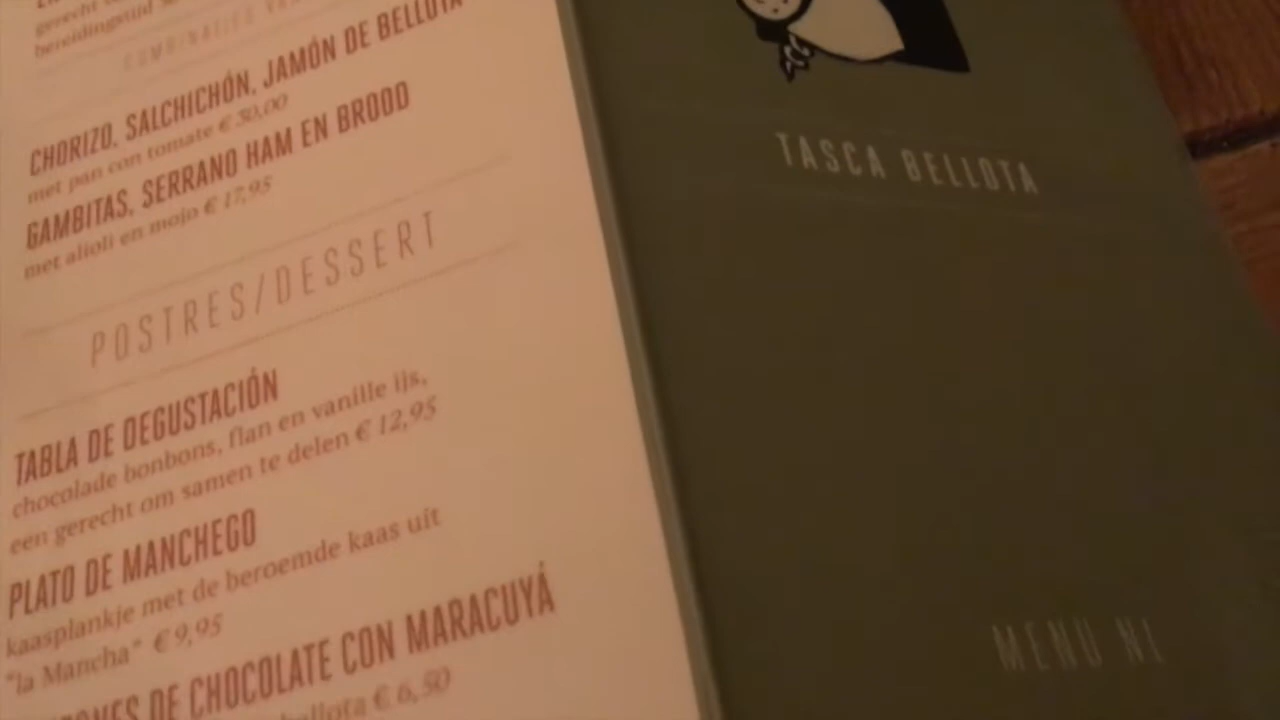 gerecht
bereidingstijd
CHORIZO, SALCHICHÓN, JAMÓN DE BELLOTA
met pan con tomate € 30,00
GAMBITAS, SERRANO HAM EN BROOD
met alioli en mojo € 17,95
POSTRES/DESSERT
TABLA DE DEGUSTACIÓN
chocolade bonbons, flan en vanille ijs,
een gerecht om samen te delen € 12,95
PLATO DE MANCHEGO
kaasplankje met de beroemde kaas uit
"la Mancha" € 9,95
DE CHOCOLATE CON MARACUYÁ
€ 6,50
TASCA BELLOTA
MENU NL